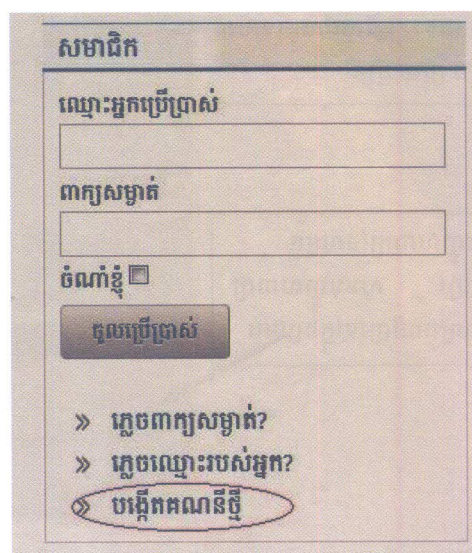 សមាជិក
ឈ្មោះអ្នកប្រើប្រាស់
ពាក្យសម្ងាត់
ចំណាំខ្ញុំ
ចូលប្រើប្រាស់
» ភ្លេចពាក្យសម្ងាត់?
» ភ្លេចឈ្មោះរបស់អ្នក?
» បង្កើតគណនីថ្មី